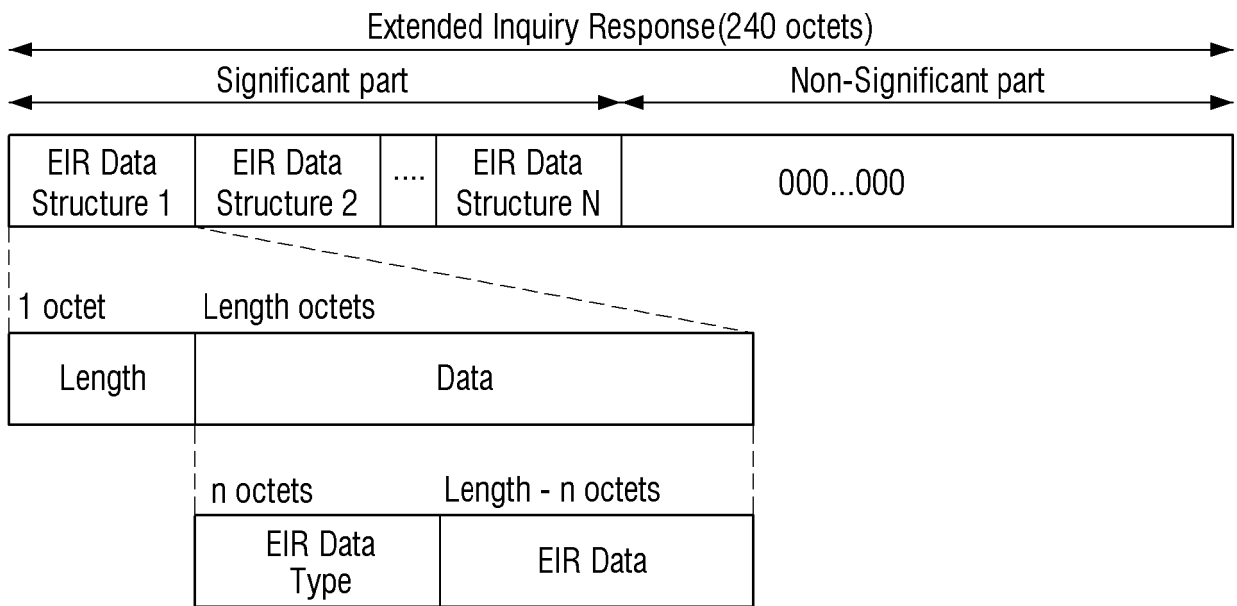 Extended Inquiry Response(240 octets)
Significant part
Non-Significant part
EIR Data
Structure 1
EIR Data
Structure 2
....
EIR Data
Structure N
000...000
1 octet
Length octets
Length
Data
n octets
Length - n octets
EIR Data
Type
EIR Data